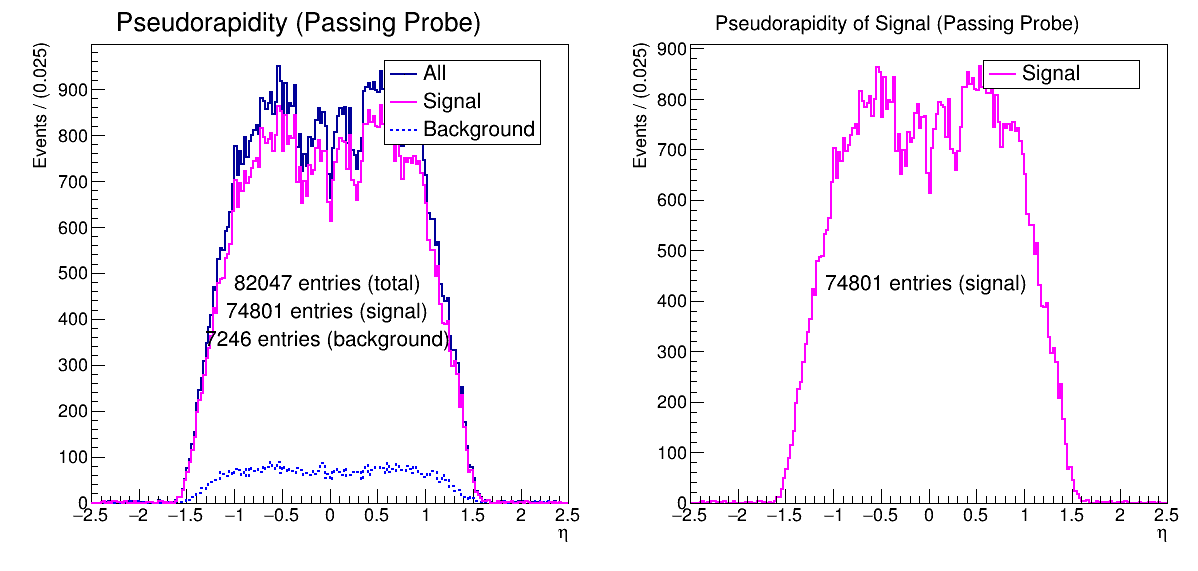 Pseudorapidity (Passing Probe)
Events / (0.025)
900
800
700
600
500
400
300
200
100
0
All
Signal
Background
82047 entries (total)
74801 entries (signal)
7246 entries (background)
−2.5 −2 −1.5 −1 −0.5 0 0.5 1 1.5 2 2.5
η
Pseudorapidity of Signal (Passing Probe)
Events / (0.025)
900
800
700
600
500
400
300
200
100
0
Signal
74801 entries (signal)
−2.5 −2 −1.5 −1 −0.5 0 0.5 1 1.5 2 2.5
η